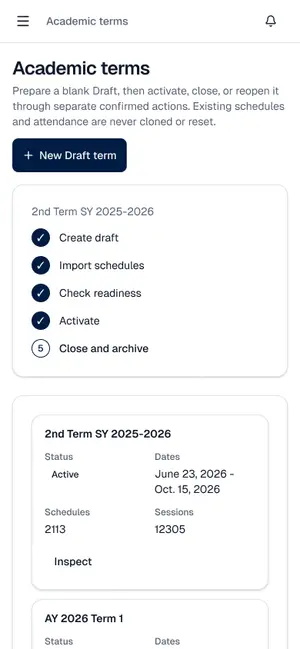 Academic terms
Academic terms
Prepare a blank Draft, then activate, close, or reopen it
through separate confirmed actions. Existing schedules
and attendance are never cloned or reset.
+ New Draft term
2nd Term SY 2025-2026
✓ Create draft
✓ Import schedules
✓ Check readiness
✓ Activate
5 Close and archive
2nd Term SY 2025-2026
Status Dates
Active June 23, 2026 -
Oct. 15, 2026
Schedules Sessions
2113 12305
Inspect
AY 2026 Term 1
Status Dates